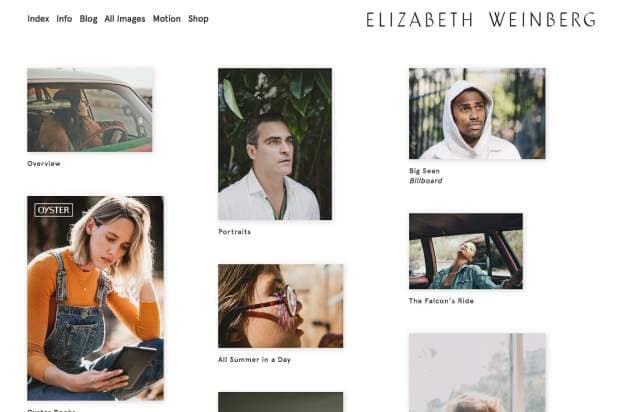 Index Info Blog All Images Motion Shop
ELIZABETH WEINBERG
Overview
OYSTER
Portraits
All Summer in a Day
Big Sean
Billboard
The Falcon's Ride
Oyster Books